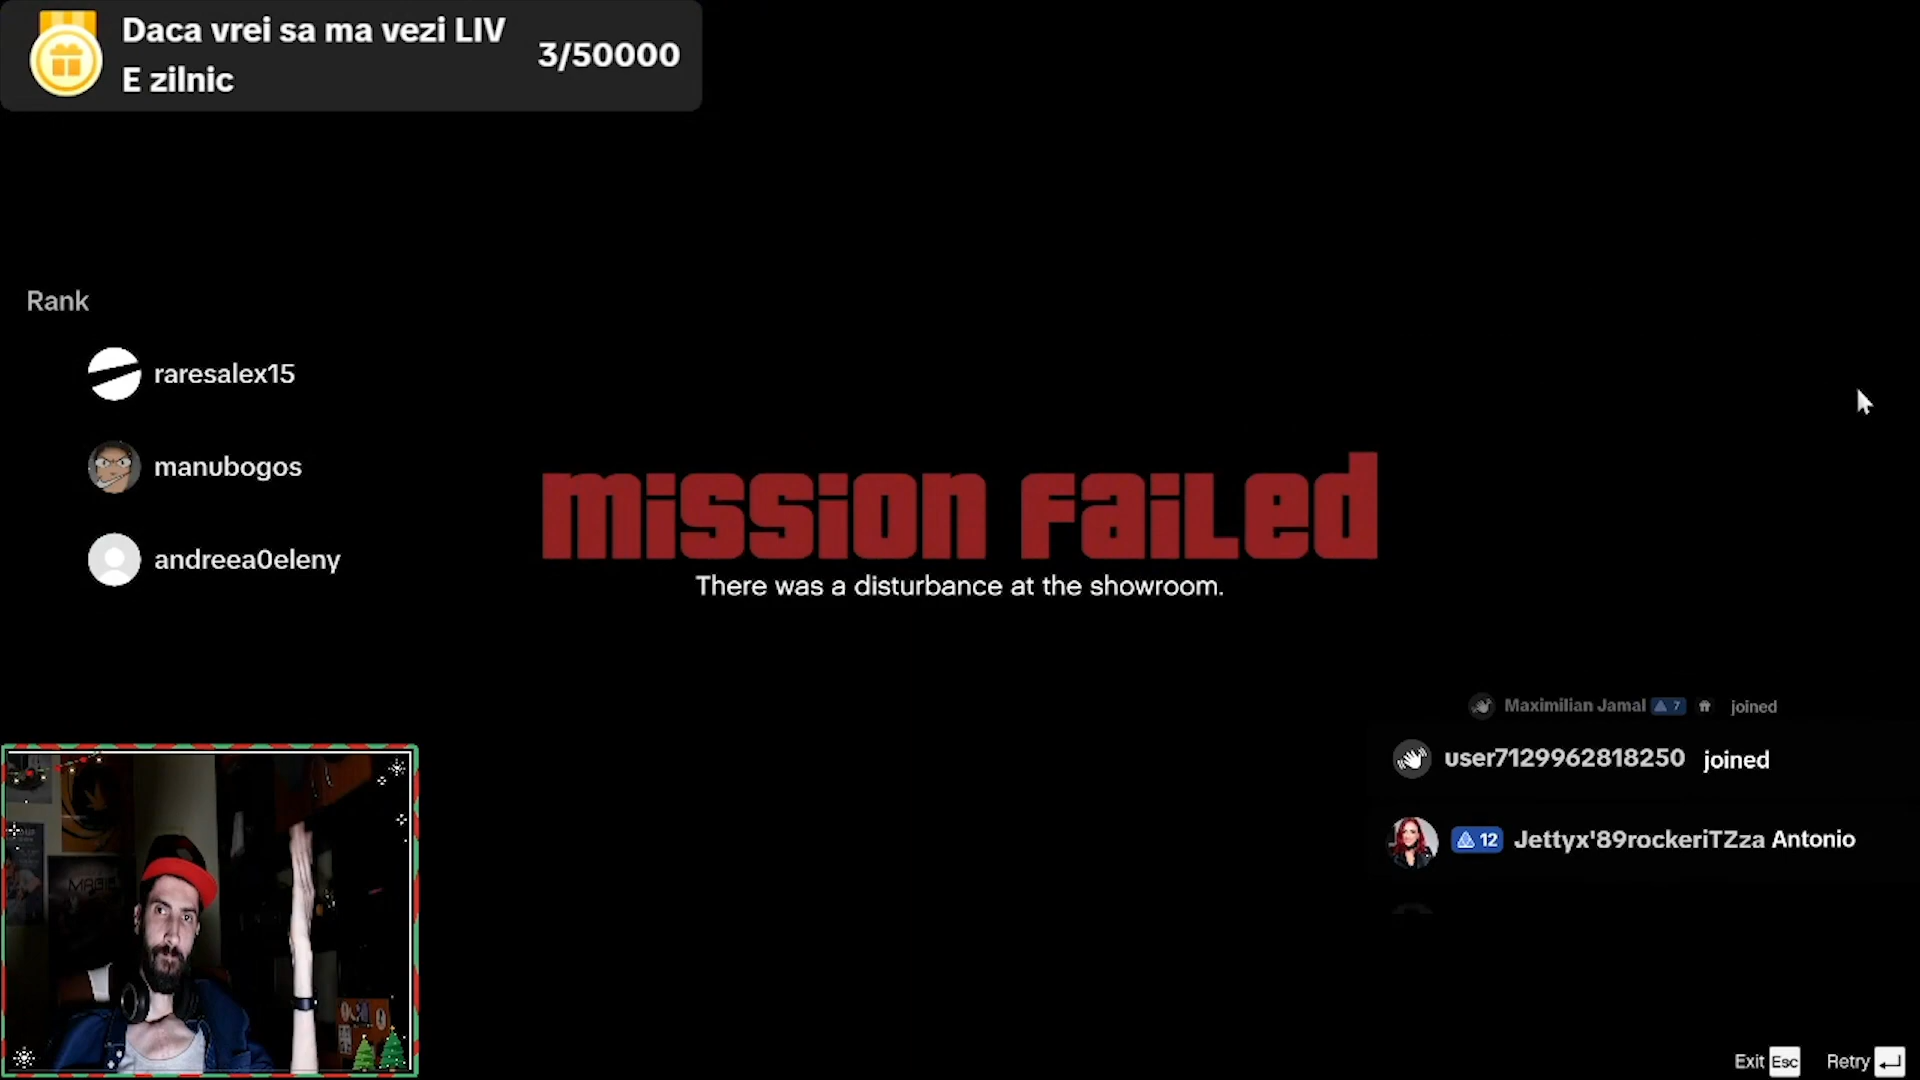 Daca vrei sa ma vezi LIV
E zilnic
3/50000
Rank
raresalex15
manubogos
andreea0eleny
mission failed
There was a disturbance at the showroom.
Maximilian Jamal 7 joined
user7129962818250 joined
12 Jettyx'89rockeriTZza Antonio
Exit Esc Retry